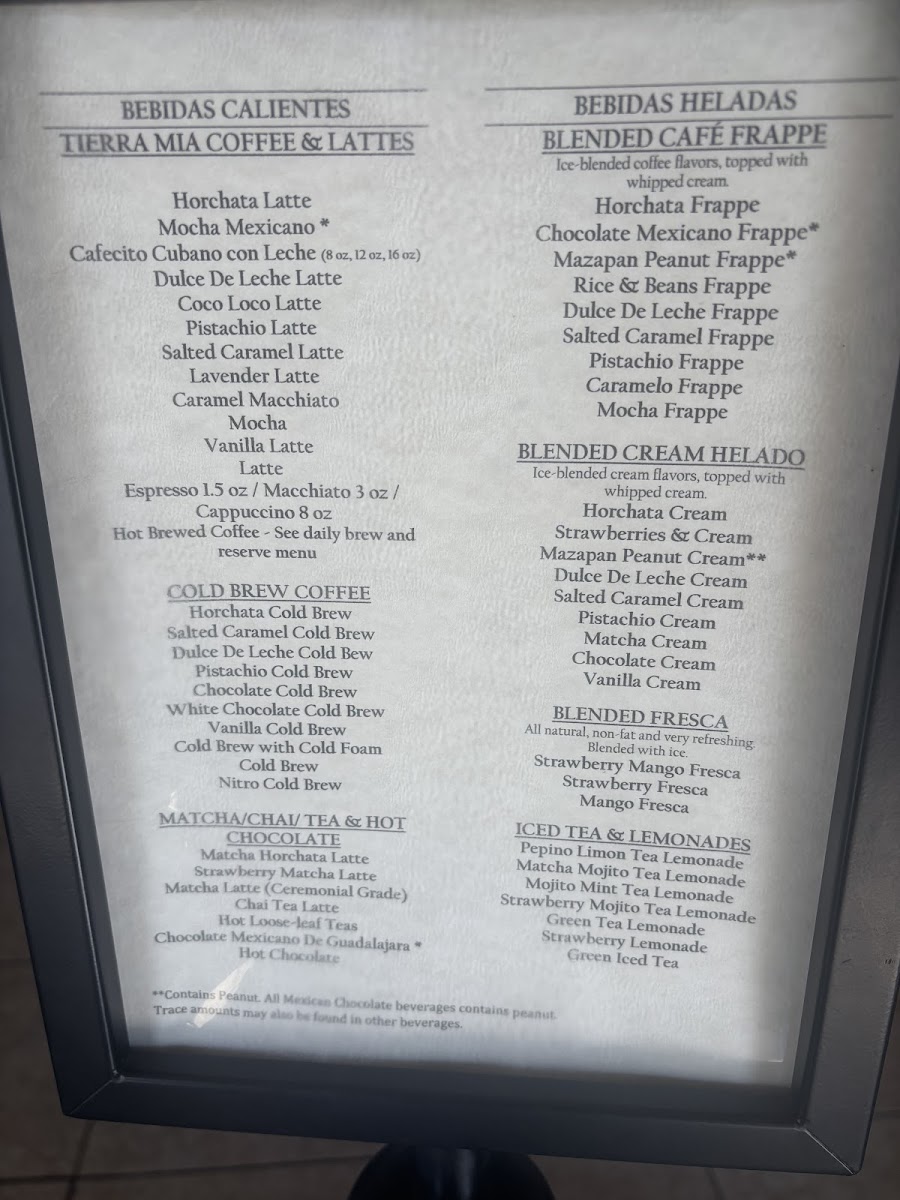 BEBIDAS CALIENTES
TIERRA MIA COFFEE & LATTES
Horchata Latte
Mocha Mexicano *
Cafecito Cubano con Leche (8 oz, 12 oz, 16 oz)
Dulce De Leche Latte
Coco Loco Latte
Pistachio Latte
Salted Caramel Latte
Lavender Latte
Caramel Macchiato
Mocha
Vanilla Latte
Latte
Espresso 1.5 oz / Macchiato 3 oz /
Cappuccino 8 oz
Hot Brewed Coffee - See daily brew and
reserve menu
COLD BREW COFFEE
Horchata Cold Brew
Salted Caramel Cold Brew
Dulce De Leche Cold Bew
Pistachio Cold Brew
Chocolate Cold Brew
White Chocolate Cold Brew
Vanilla Cold Brew
Cold Brew with Cold Foam
Cold Brew
Nitro Cold Brew
MATCHA/CHAI/ TEA & HOT
CHOCOLATE
Matcha Horchata Latte
Strawberry Matcha Latte
Matcha Latte (Ceremonial Grade)
Chai Tea Latte
Hot Loose-leaf Teas
Chocolate Mexicano De Guadalajara *
Hot Chocolate
BEBIDAS HELADAS
BLENDED CAFÉ FRAPPE
Ice-blended coffee flavors, topped with
whipped cream.
Horchata Frappe
Chocolate Mexicano Frappe*
Mazapan Peanut Frappe*
Rice & Beans Frappe
Dulce De Leche Frappe
Salted Caramel Frappe
Pistachio Frappe
Caramelo Frappe
Mocha Frappe
BLENDED CREAM HELADO
Ice-blended cream flavors, topped with
whipped cream.
Horchata Cream
Strawberries & Cream
Mazapan Peanut Cream**
Dulce De Leche Cream
Salted Caramel Cream
Pistachio Cream
Matcha Cream
Chocolate Cream
Vanilla Cream
BLENDED FRESCA
All natural, non-fat and very refreshing.
Blended with ice.
Strawberry Mango Fresca
Strawberry Fresca
Mango Fresca
ICED TEA & LEMONADES
Pepino Limon Tea Lemonade
Matcha Mojito Tea Lemonade
Mojito Mint Tea Lemonade
Strawberry Mojito Tea Lemonade
Green Tea Lemonade
Strawberry Lemonade
Green Iced Tea
**Contains Peanut. All Mexican Chocolate beverages contains peanut.
Trace amounts may also be found in other beverages.